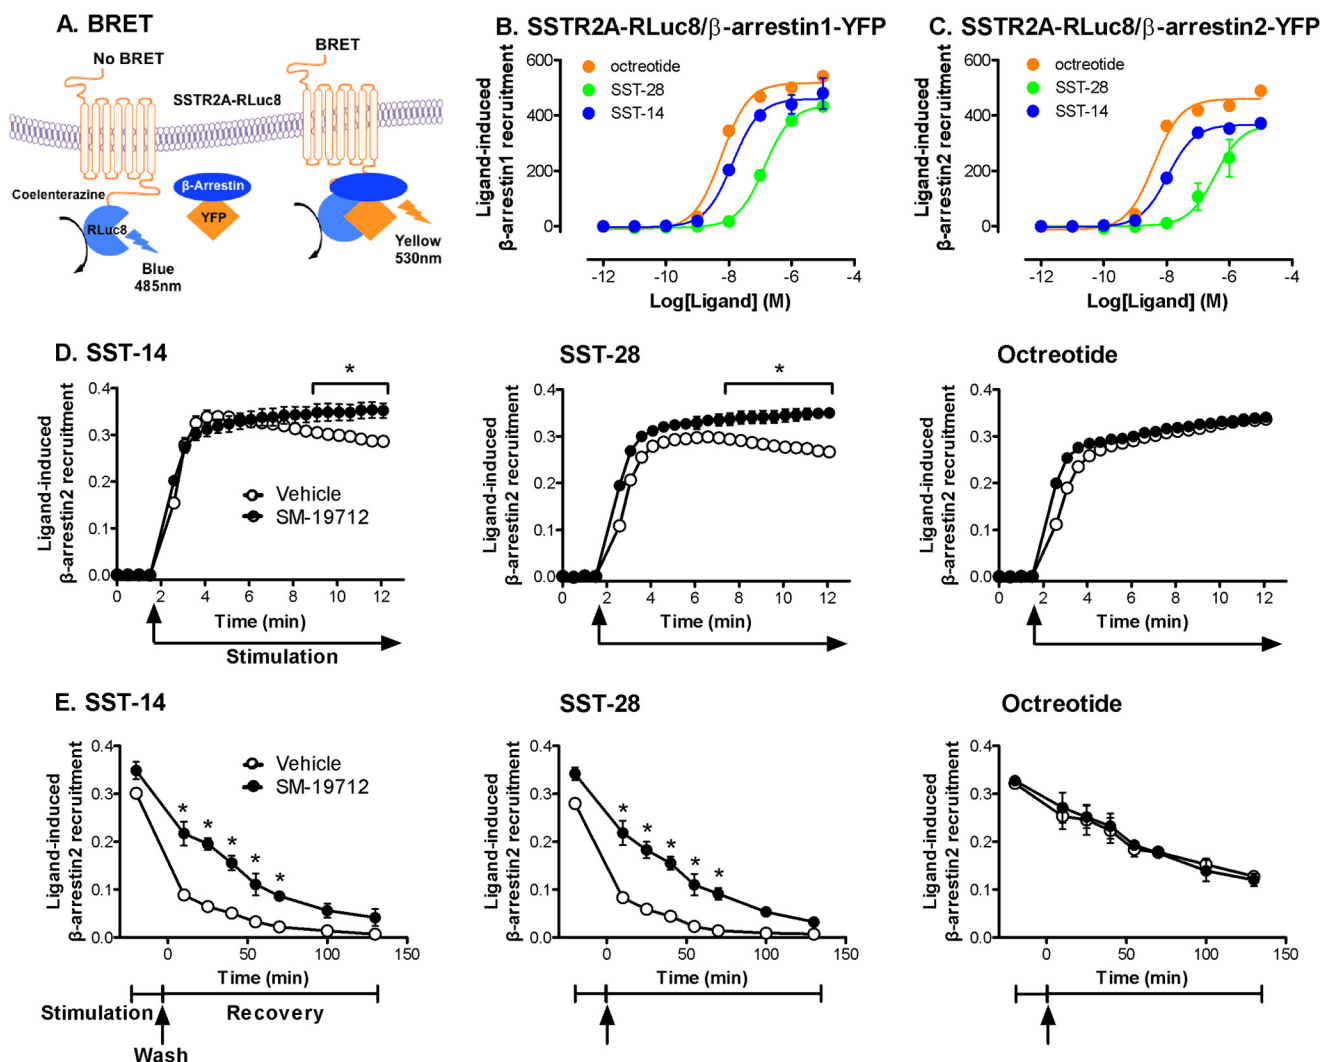 A. BRET
No BRET
BRET
SSTR2A-RLuc8
Coelenterazine
β-Arrestin
YFP
RLuc8
Blue
485nm
Yellow
530nm
B. SSTR2A-RLuc8/β-arrestin1-YFP
Ligand-induced
β-arrestin1 recruitment
600
400
200
0
octreotide
SST-28
SST-14
-12
-10
-8
-6
-4
Log[Ligand] (M)
C. SSTR2A-RLuc8/β-arrestin2-YFP
Ligand-induced
β-arrestin2 recruitment
600
400
200
0
octreotide
SST-28
SST-14
-12
-10
-8
-6
-4
Log[Ligand] (M)
D. SST-14
Ligand-induced
β-arrestin2 recruitment
0.4
0.3
0.2
0.1
0.0
*
Vehicle
SM-19712
0 2 4 6 8 10 12
Time (min)
Stimulation
SST-28
Ligand-induced
β-arrestin2 recruitment
0.4
0.3
0.2
0.1
0.0
*
0 2 4 6 8 10 12
Time (min)
Octreotide
Ligand-induced
β-arrestin2 recruitment
0.4
0.3
0.2
0.1
0.0
0 2 4 6 8 10 12
Time (min)
E. SST-14
Ligand-induced
β-arrestin2 recruitment
0.4
0.3
0.2
0.1
0.0
Vehicle
SM-19712
* * * * *
0 50 100 150
Time (min)
Stimulation
Recovery
Wash
SST-28
Ligand-induced
β-arrestin2 recruitment
0.4
0.3
0.2
0.1
0.0
* * * * *
0 50 100 150
Time (min)
Octreotide
Ligand-induced
β-arrestin2 recruitment
0.4
0.3
0.2
0.1
0.0
0 50 100 150
Time (min)